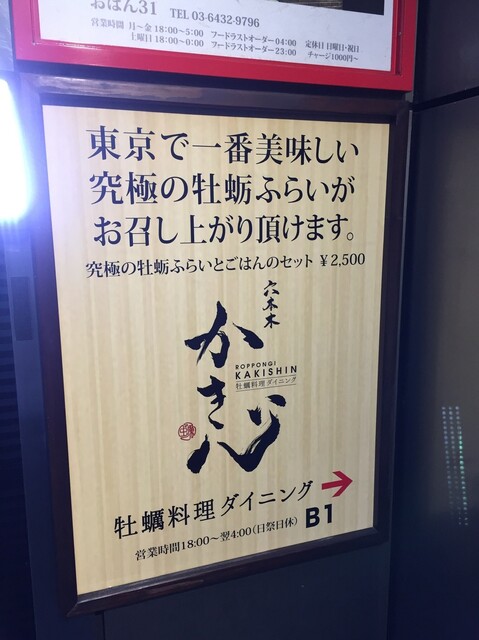 おばん31 TEL 03-6432-9796
営業時間 月～金 18:00～5:00 フードラストオーダー04:00 定休日 日曜日・祝日
土曜日 18:00～0:00 フードラストオーダー23:00 チャージ1000円～
東京で一番美味しい
究極の牡蛎ふらいが
お召し上がり頂けます。
究極の牡蛎ふらいとごはんのセット ￥2,500
六本木
かきしん
ROPPONGI
KAKISHIN
牡蠣料理ダイニング
牡蠣料理ダイニング
B1
営業時間18:00～翌4:00(日祭日休)